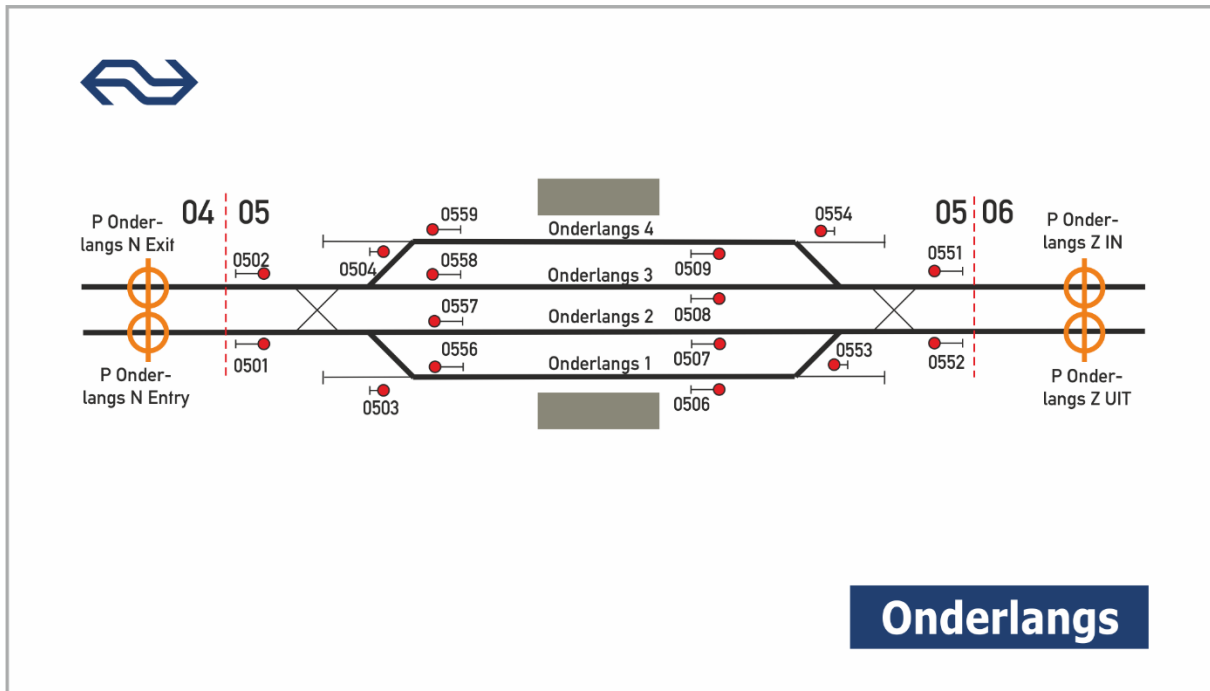 04
05
P Onder-
langs N Exit
0502
0504
0559
0558
0557
0556
0501
P Onder-
langs N Entry
0503
Onderlangs 4
Onderlangs 3
Onderlangs 2
Onderlangs 1
0554
0509
0508
0507
0553
0506
05
06
0551
0552
P Onder-
langs Z IN
P Onder-
langs Z UIT
Onderlangs